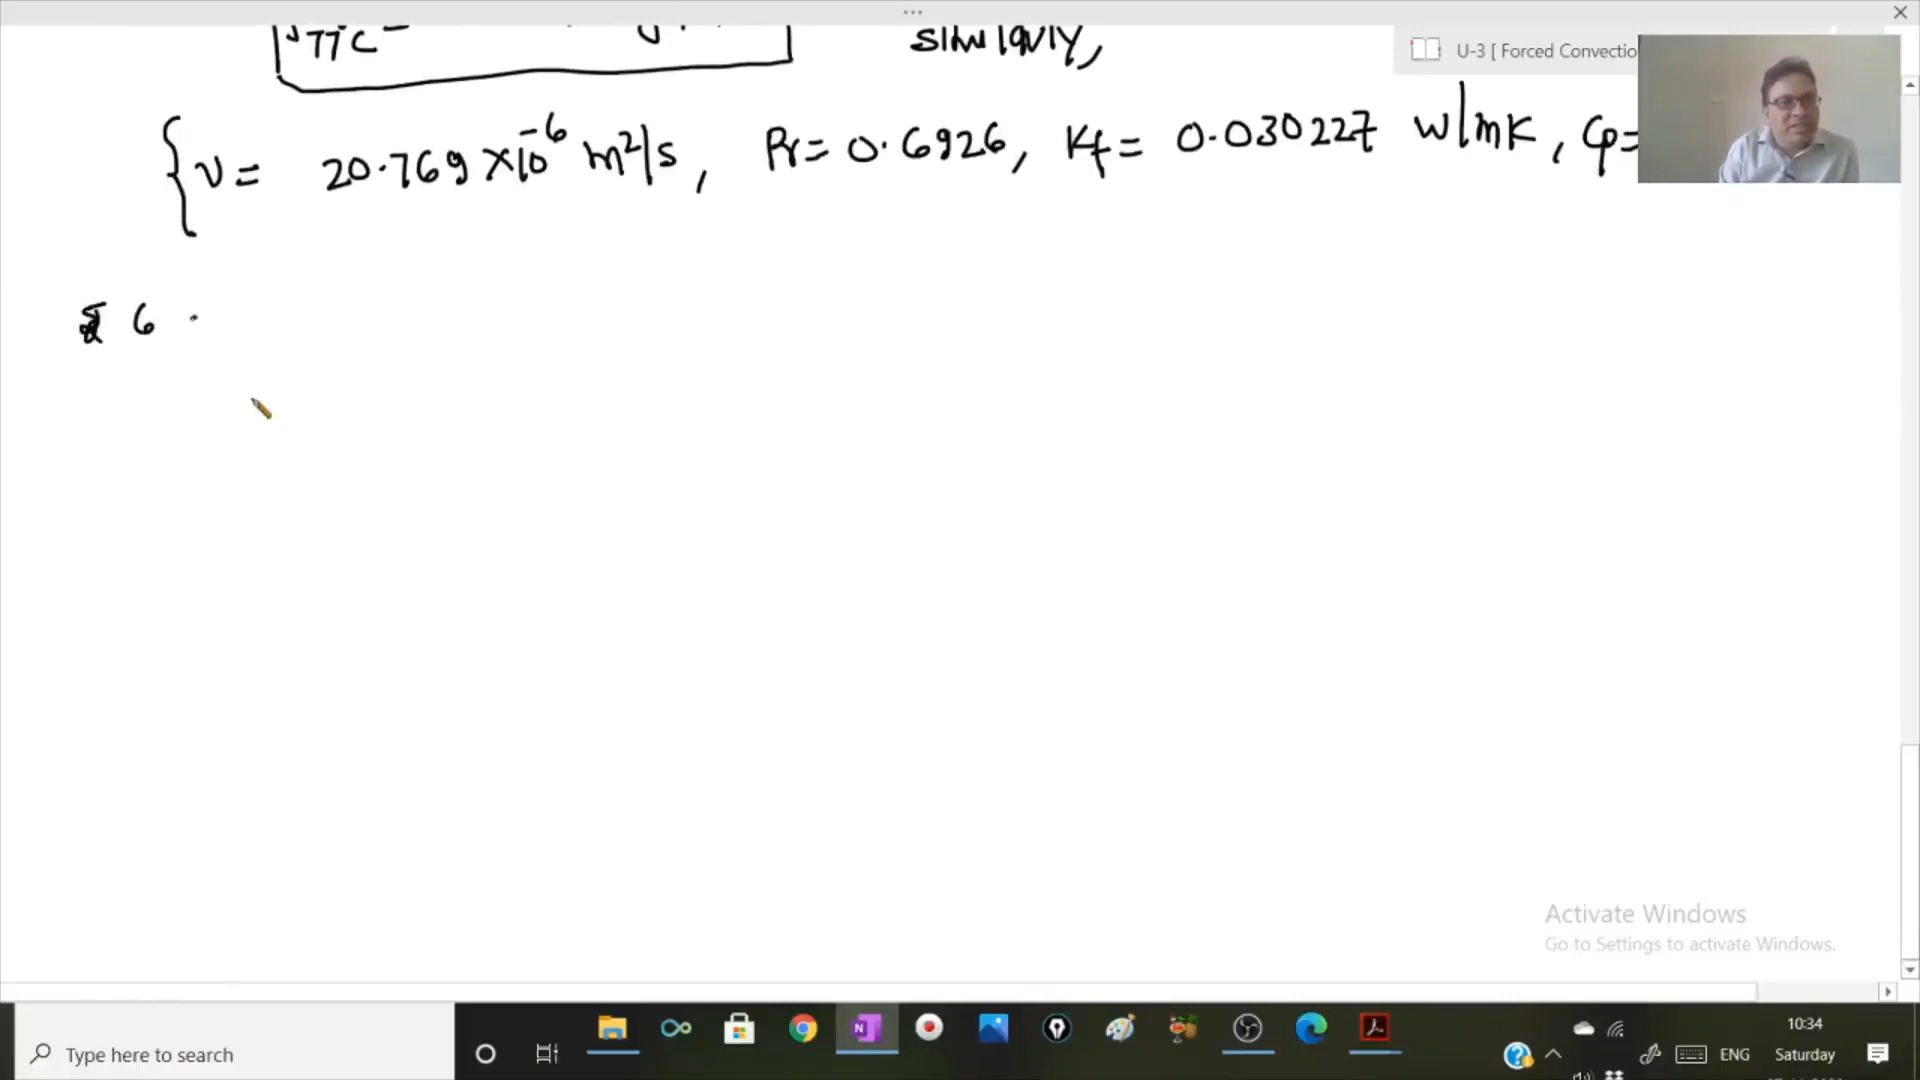 77°C
similarly,
U-3 [ Forced Convectio
ν = 20.769 × 10⁻⁶ m²/s , Pr = 0.6926 , Kf = 0.030227 W/mK , Cp =
6 .
Activate Windows
Go to Settings to activate Windows.
Type here to search
ENG
10:34
Saturday